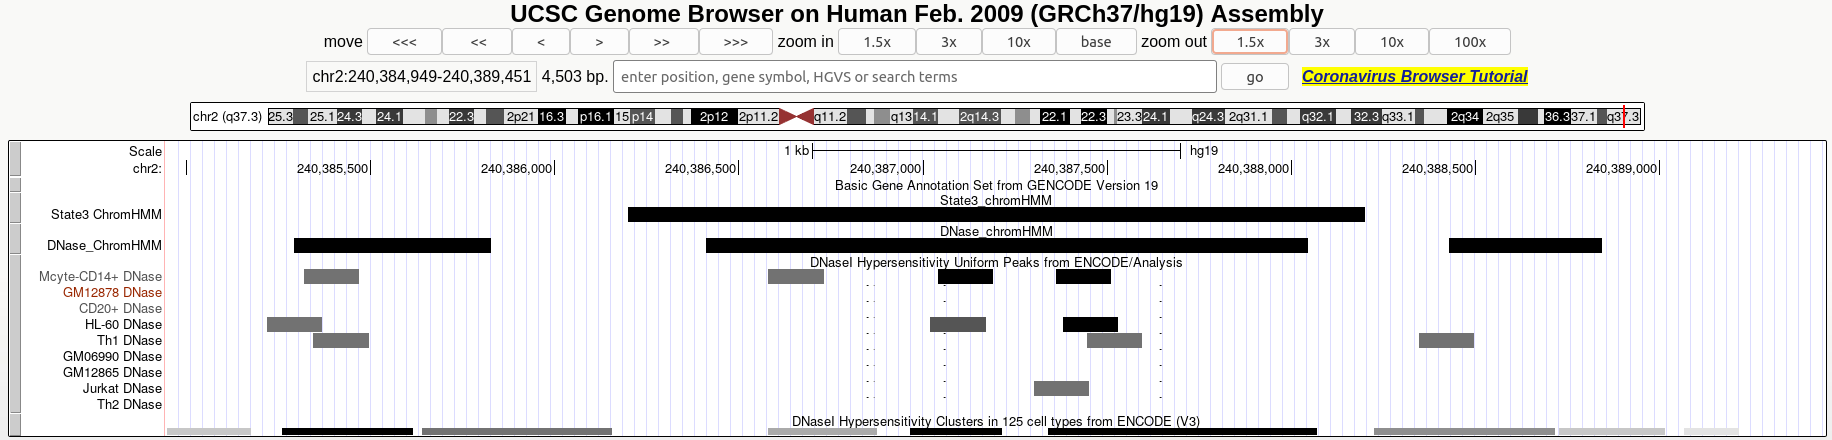 UCSC Genome Browser on Human Feb. 2009 (GRCh37/hg19) Assembly
move <<< << < > >> >>> zoom in 1.5x 3x 10x base zoom out 1.5x 3x 10x 100x
chr2:240,384,949-240,389,451 4,503 bp. enter position, gene symbol, HGVS or search terms go Coronavirus Browser Tutorial
chr2 (q37.3) 25.3 25.1 24.3 24.1 22.3 2p21 16.3 p16.1 15 p14 2p12 2p11.2 q11.2 q13 14.1 2q14.3 22.1 22.3 23.3 24.1 q24.3 2q31.1 q32.1 32.3 q33.1 2q34 2q35 36.3 37.1 q37.3
Scale 1 kb hg19
chr2: 240,385,500 240,386,000 240,386,500 240,387,000 240,387,500 240,388,000 240,388,500 240,389,000
Basic Gene Annotation Set from GENCODE Version 19
State3_chromHMM
State3 ChromHMM
DNase_chromHMM
DNase_ChromHMM
DNaseI Hypersensitivity Uniform Peaks from ENCODE/Analysis
Mcyte-CD14+ DNase
GM12878 DNase
CD20+ DNase
HL-60 DNase
Th1 DNase
GM06990 DNase
GM12865 DNase
Jurkat DNase
Th2 DNase
DNaseI Hypersensitivity Clusters in 125 cell types from ENCODE (V3)